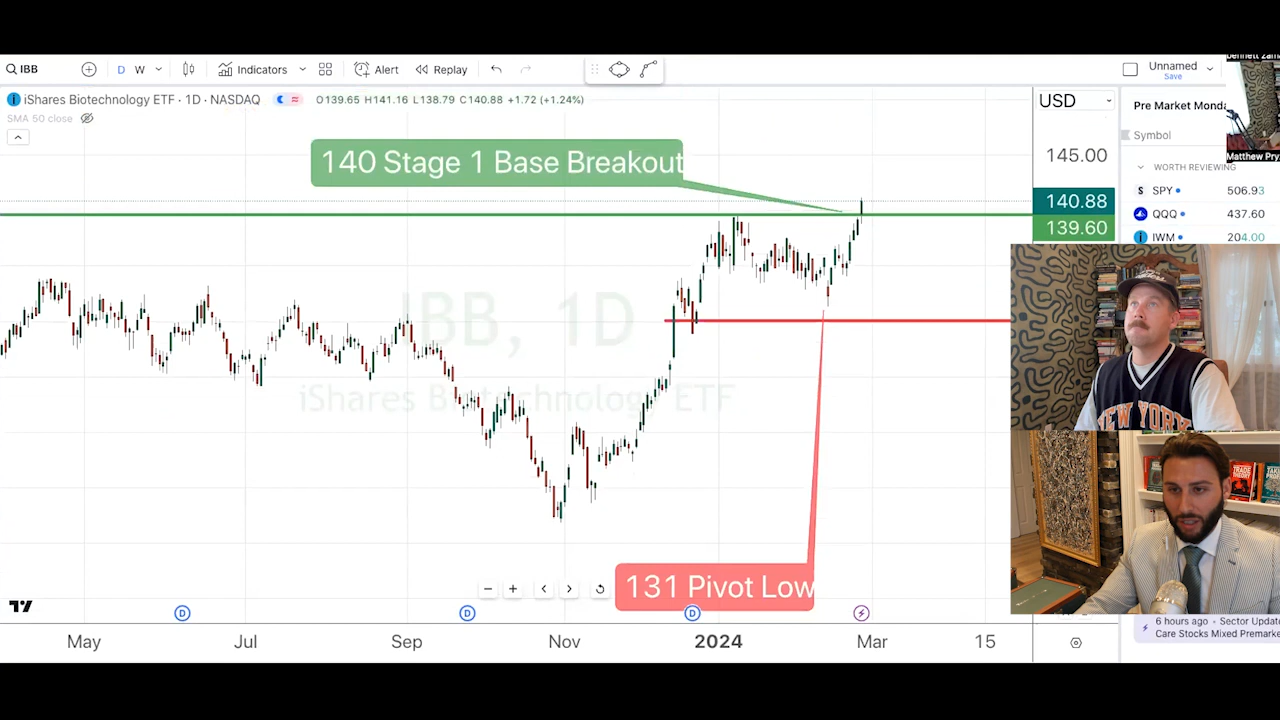 IBB
D W
Indicators
Alert
Replay
Unnamed
Save
iShares Biotechnology ETF · 1D · NASDAQ
O139.65 H141.16 L138.79 C140.88 +1.72 (+1.24%)
SMA 50 close
USD
Pre Market Monda
Matthew Pry
Symbol
WORTH REVIEWING
SPY 506.93
QQQ 437.60
IWM 204.00
140 Stage 1 Base Breakout
145.00
140.88
139.60
BB, 1D
iShares Biotechnology ETF
NEW YORK
TRADE
THEORY
131 Pivot Low
D
D
D
6 hours ago • Sector Update
Care Stocks Mixed Premarke
May Jul Sep Nov 2024 Mar 15